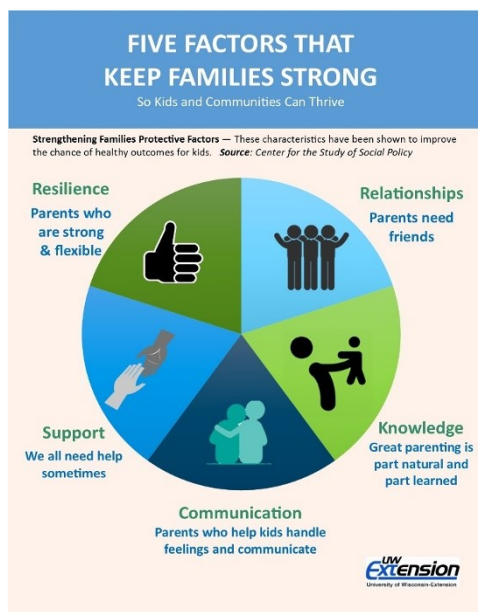 FIVE FACTORS THAT
KEEP FAMILIES STRONG
So Kids and Communities Can Thrive
Strengthening Families Protective Factors — These characteristics have been shown to improve
the chance of healthy outcomes for kids. Source: Center for the Study of Social Policy
Resilience
Parents who
are strong
& flexible
Relationships
Parents need
friends
Knowledge
Great parenting is
part natural and
part learned
Support
We all need help
sometimes
Communication
Parents who help kids handle
feelings and communicate
UW
Extension
University of Wisconsin-Extension